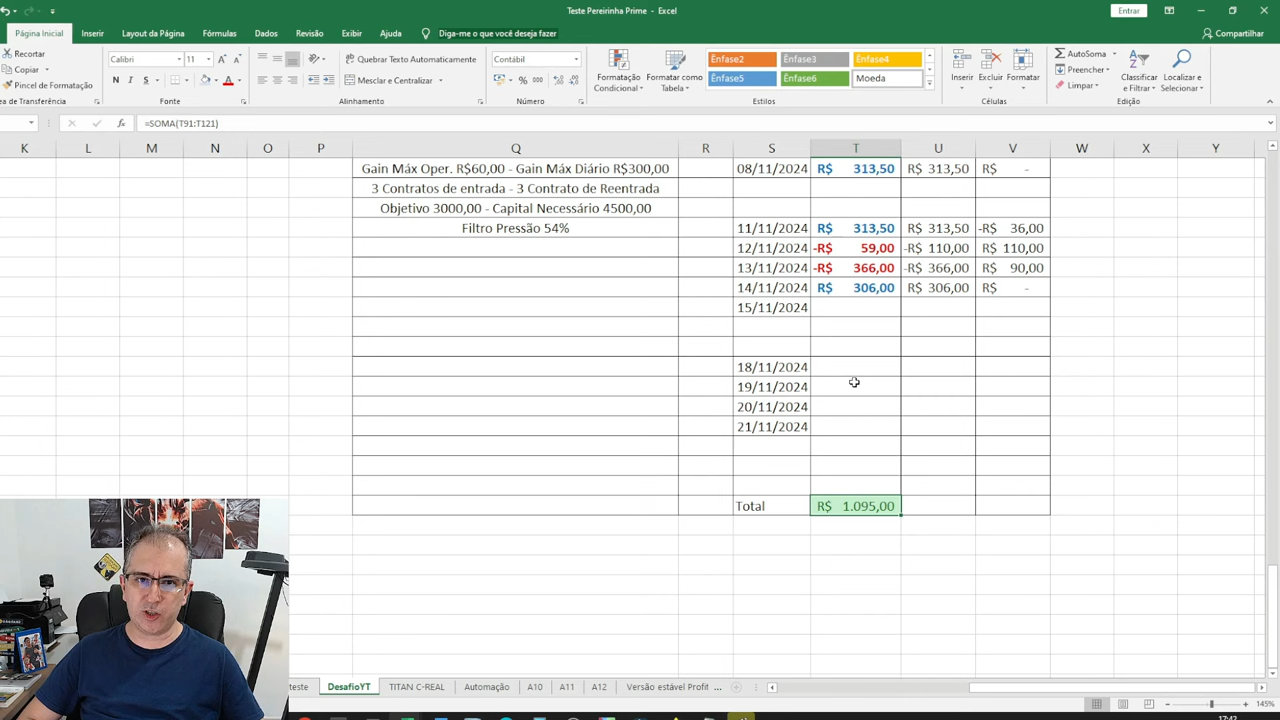 Teste Pereirinha Prime - Excel
Entrar
Página Inicial Inserir Layout da Página Fórmulas Dados Revisão Exibir Ajuda Diga-me o que você deseja fazer Compartilhar
Recortar
Copiar
Pincel de Formatação
Calibri 11
N I S
Quebrar Texto Automaticamente
Mesclar e Centralizar
Contábil
% 000
Formatação Condicional
Formatar como Tabela
Ênfase2 Ênfase3 Ênfase4
Ênfase5 Ênfase6 Moeda
Inserir Excluir Formatar
AutoSoma
Preencher
Limpar
Classificar e Filtrar
Localizar e Selecionar
a de Transferência Fonte Alinhamento Número Estilos Células Edição
fx =SOMA(T91:T121)
K L M N O P Q R S T U V W X Y
Gain Máx Oper. R$60,00 - Gain Máx Diário R$300,00 08/11/2024 R$ 313,50 R$ 313,50 R$ -
3 Contratos de entrada - 3 Contrato de Reentrada
Objetivo 3000,00 - Capital Necessário 4500,00
Filtro Pressão 54% 11/11/2024 R$ 313,50 R$ 313,50 -R$ 36,00
12/11/2024 -R$ 59,00 -R$ 110,00 R$ 110,00
13/11/2024 -R$ 366,00 -R$ 366,00 R$ 90,00
14/11/2024 R$ 306,00 R$ 306,00 R$ -
15/11/2024
18/11/2024
19/11/2024
20/11/2024
21/11/2024
Total R$ 1.095,00
teste DesafioYT TITAN C-REAL Automação A10 A11 A12 Versão estável Profit ...
145%
17:42